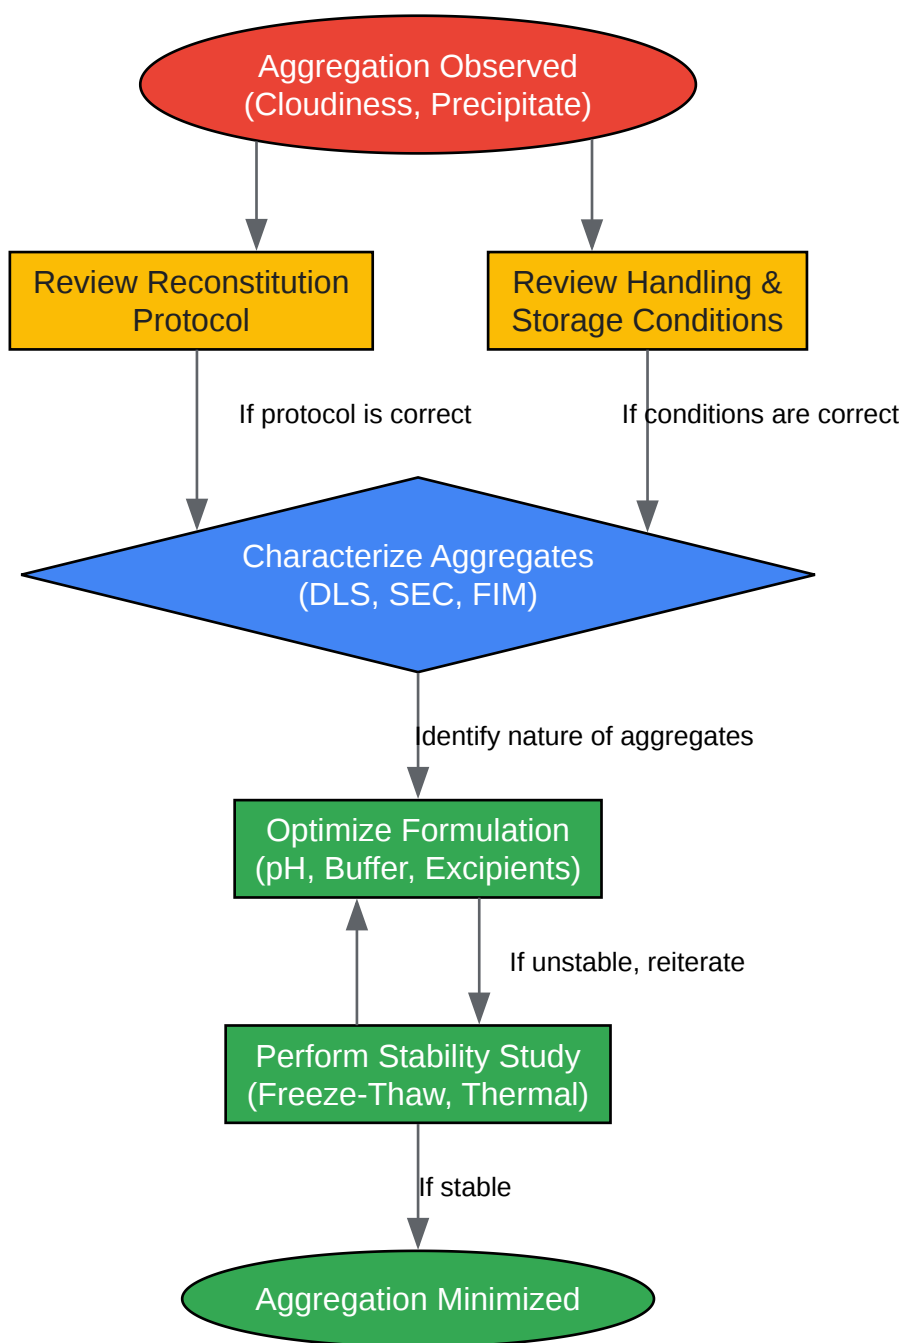 Aggregation Observed
(Cloudiness, Precipitate)
Review Reconstitution
Protocol
Review Handling &
Storage Conditions
If protocol is correct
If conditions are correct
Characterize Aggregates
(DLS, SEC, FIM)
Identify nature of aggregates
Optimize Formulation
(pH, Buffer, Excipients)
If unstable, reiterate
Perform Stability Study
(Freeze-Thaw, Thermal)
If stable
Aggregation Minimized